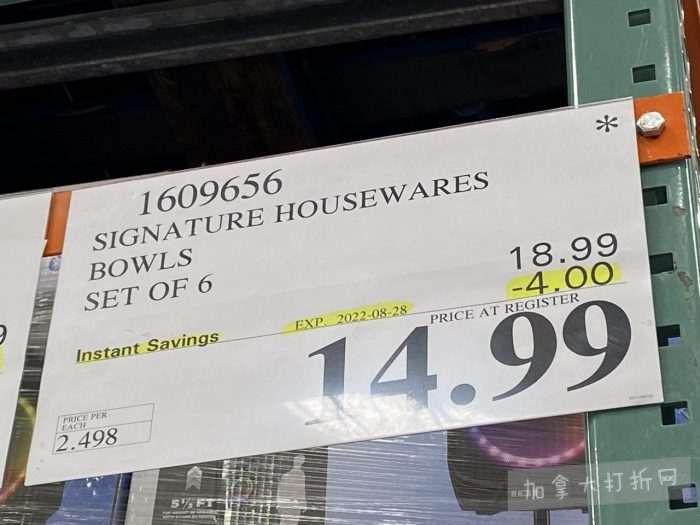 *
1609656
SIGNATURE HOUSEWARES
BOWLS
SET OF 6
18.99
-4.00
Instant Savings
EXP. 2022-08-28
PRICE AT REGISTER
14.99
PRICE PER
EACH
2.498
5½ FT
加拿大打折网
9